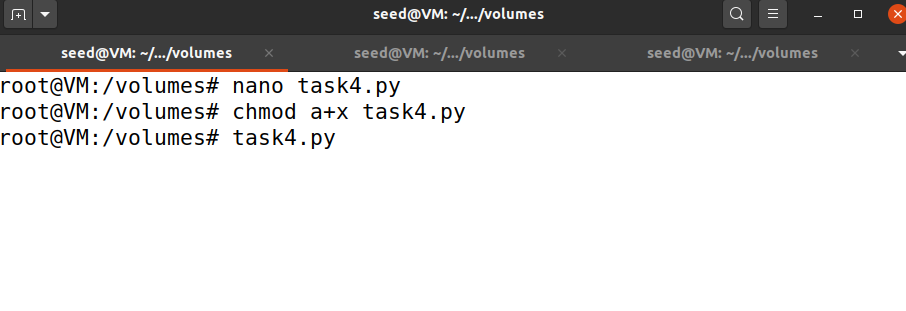 seed@VM: ~/.../volumes
seed@VM: ~/.../volumes × seed@VM: ~/.../volumes × seed@VM: ~/.../volumes ×
root@VM:/volumes# nano task4.py
root@VM:/volumes# chmod a+x task4.py
root@VM:/volumes# task4.py